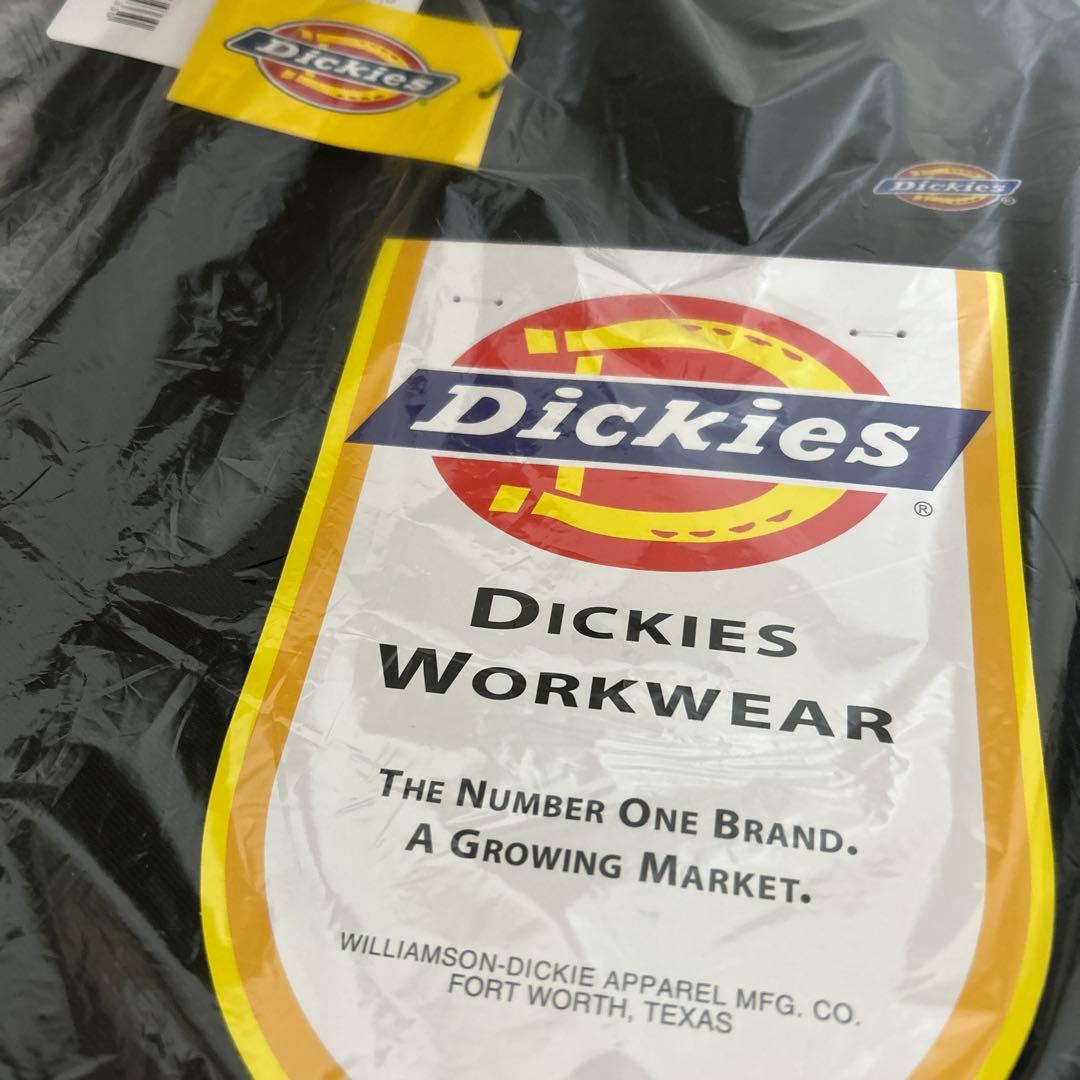 Dickies
Dickies
®
Dickies
®
DICKIES
WORKWEAR
THE NUMBER ONE BRAND.
A GROWING MARKET.
WILLIAMSON-DICKIE APPAREL MFG. CO.
FORT WORTH, TEXAS